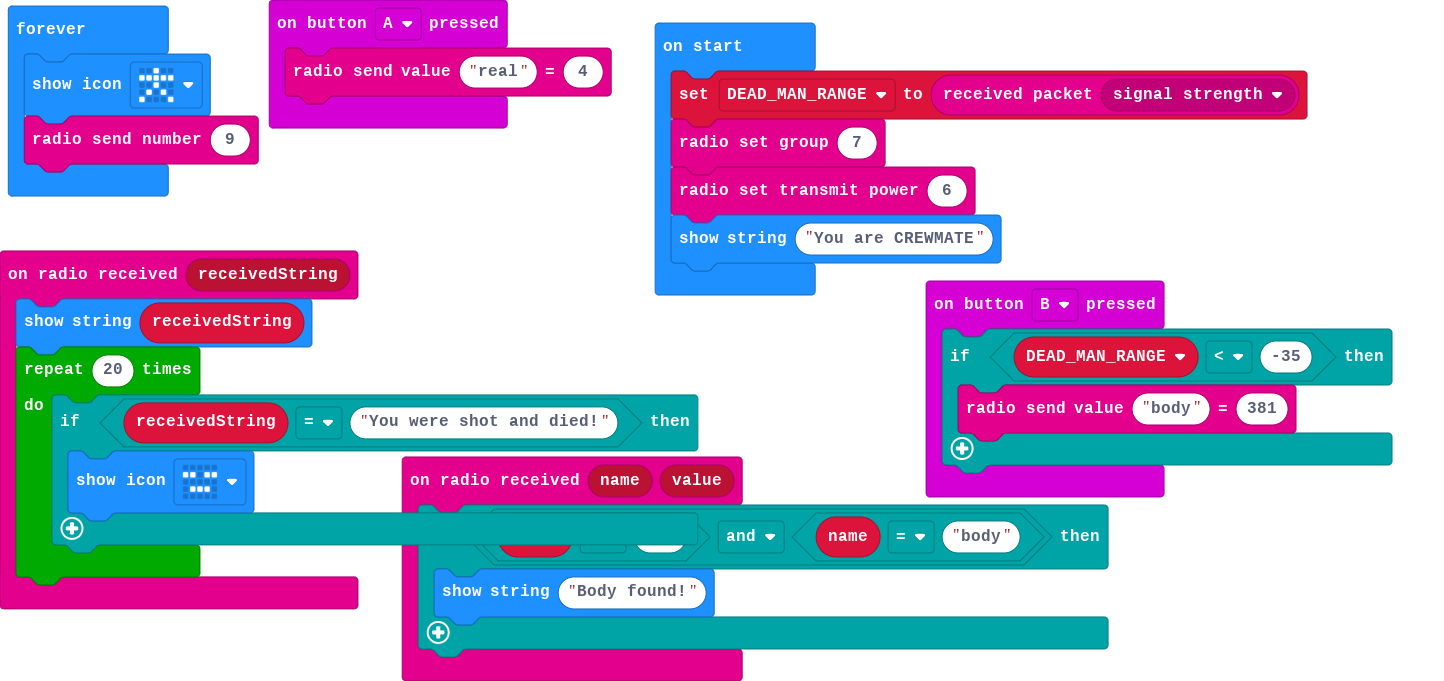 forever
show icon
radio send number 9
on button A pressed
radio send value "real" = 4
on start
set DEAD_MAN_RANGE to received packet signal strength
radio set group 7
radio set transmit power 6
show string "You are CREWMATE"
on radio received receivedString
show string receivedString
repeat 20 times
do if receivedString = "You were shot and died!" then
show icon
on radio received name value
and name = "body" then
show string "Body found!"
on button B pressed
if DEAD_MAN_RANGE < -35 then
radio send value "body" = 381